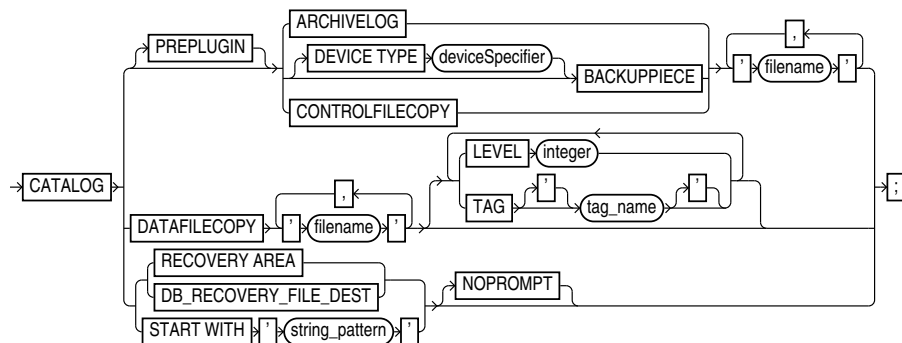 ARCHIVELOG
PREPLUGIN
DEVICE TYPE deviceSpecifier
BACKUPPIECE
CONTROLFILECOPY
,
' filename '
CATALOG
LEVEL integer
TAG ' tag_name '
,
DATAFILECOPY ' filename '
;
RECOVERY AREA
DB_RECOVERY_FILE_DEST
START WITH ' string_pattern '
NOPROMPT